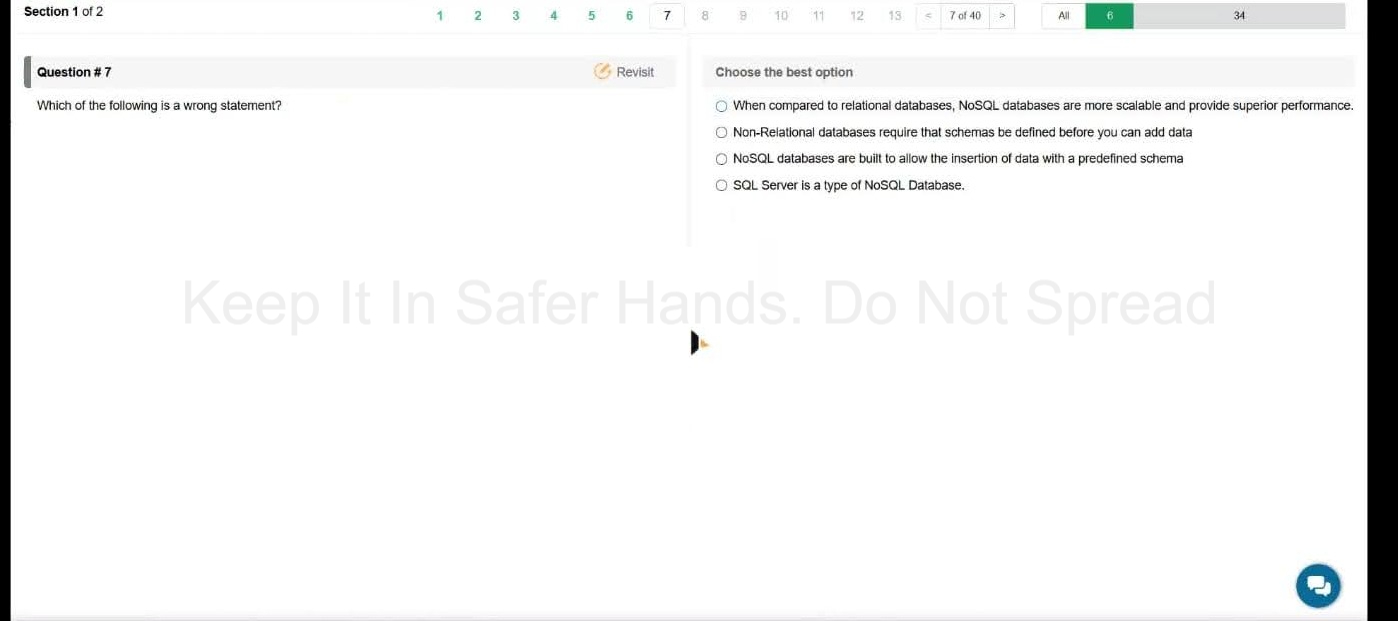 Section 1 of 2
1 2 3 4 5 6 7 8 9 10 11 12 13 < 7 of 40 > All 6 34
Question # 7
Revisit
Which of the following is a wrong statement?
Choose the best option
When compared to relational databases, NoSQL databases are more scalable and provide superior performance.
Non-Relational databases require that schemas be defined before you can add data
NoSQL databases are built to allow the insertion of data with a predefined schema
SQL Server is a type of NoSQL Database.
Keep It In Safer Hands. Do Not Spread